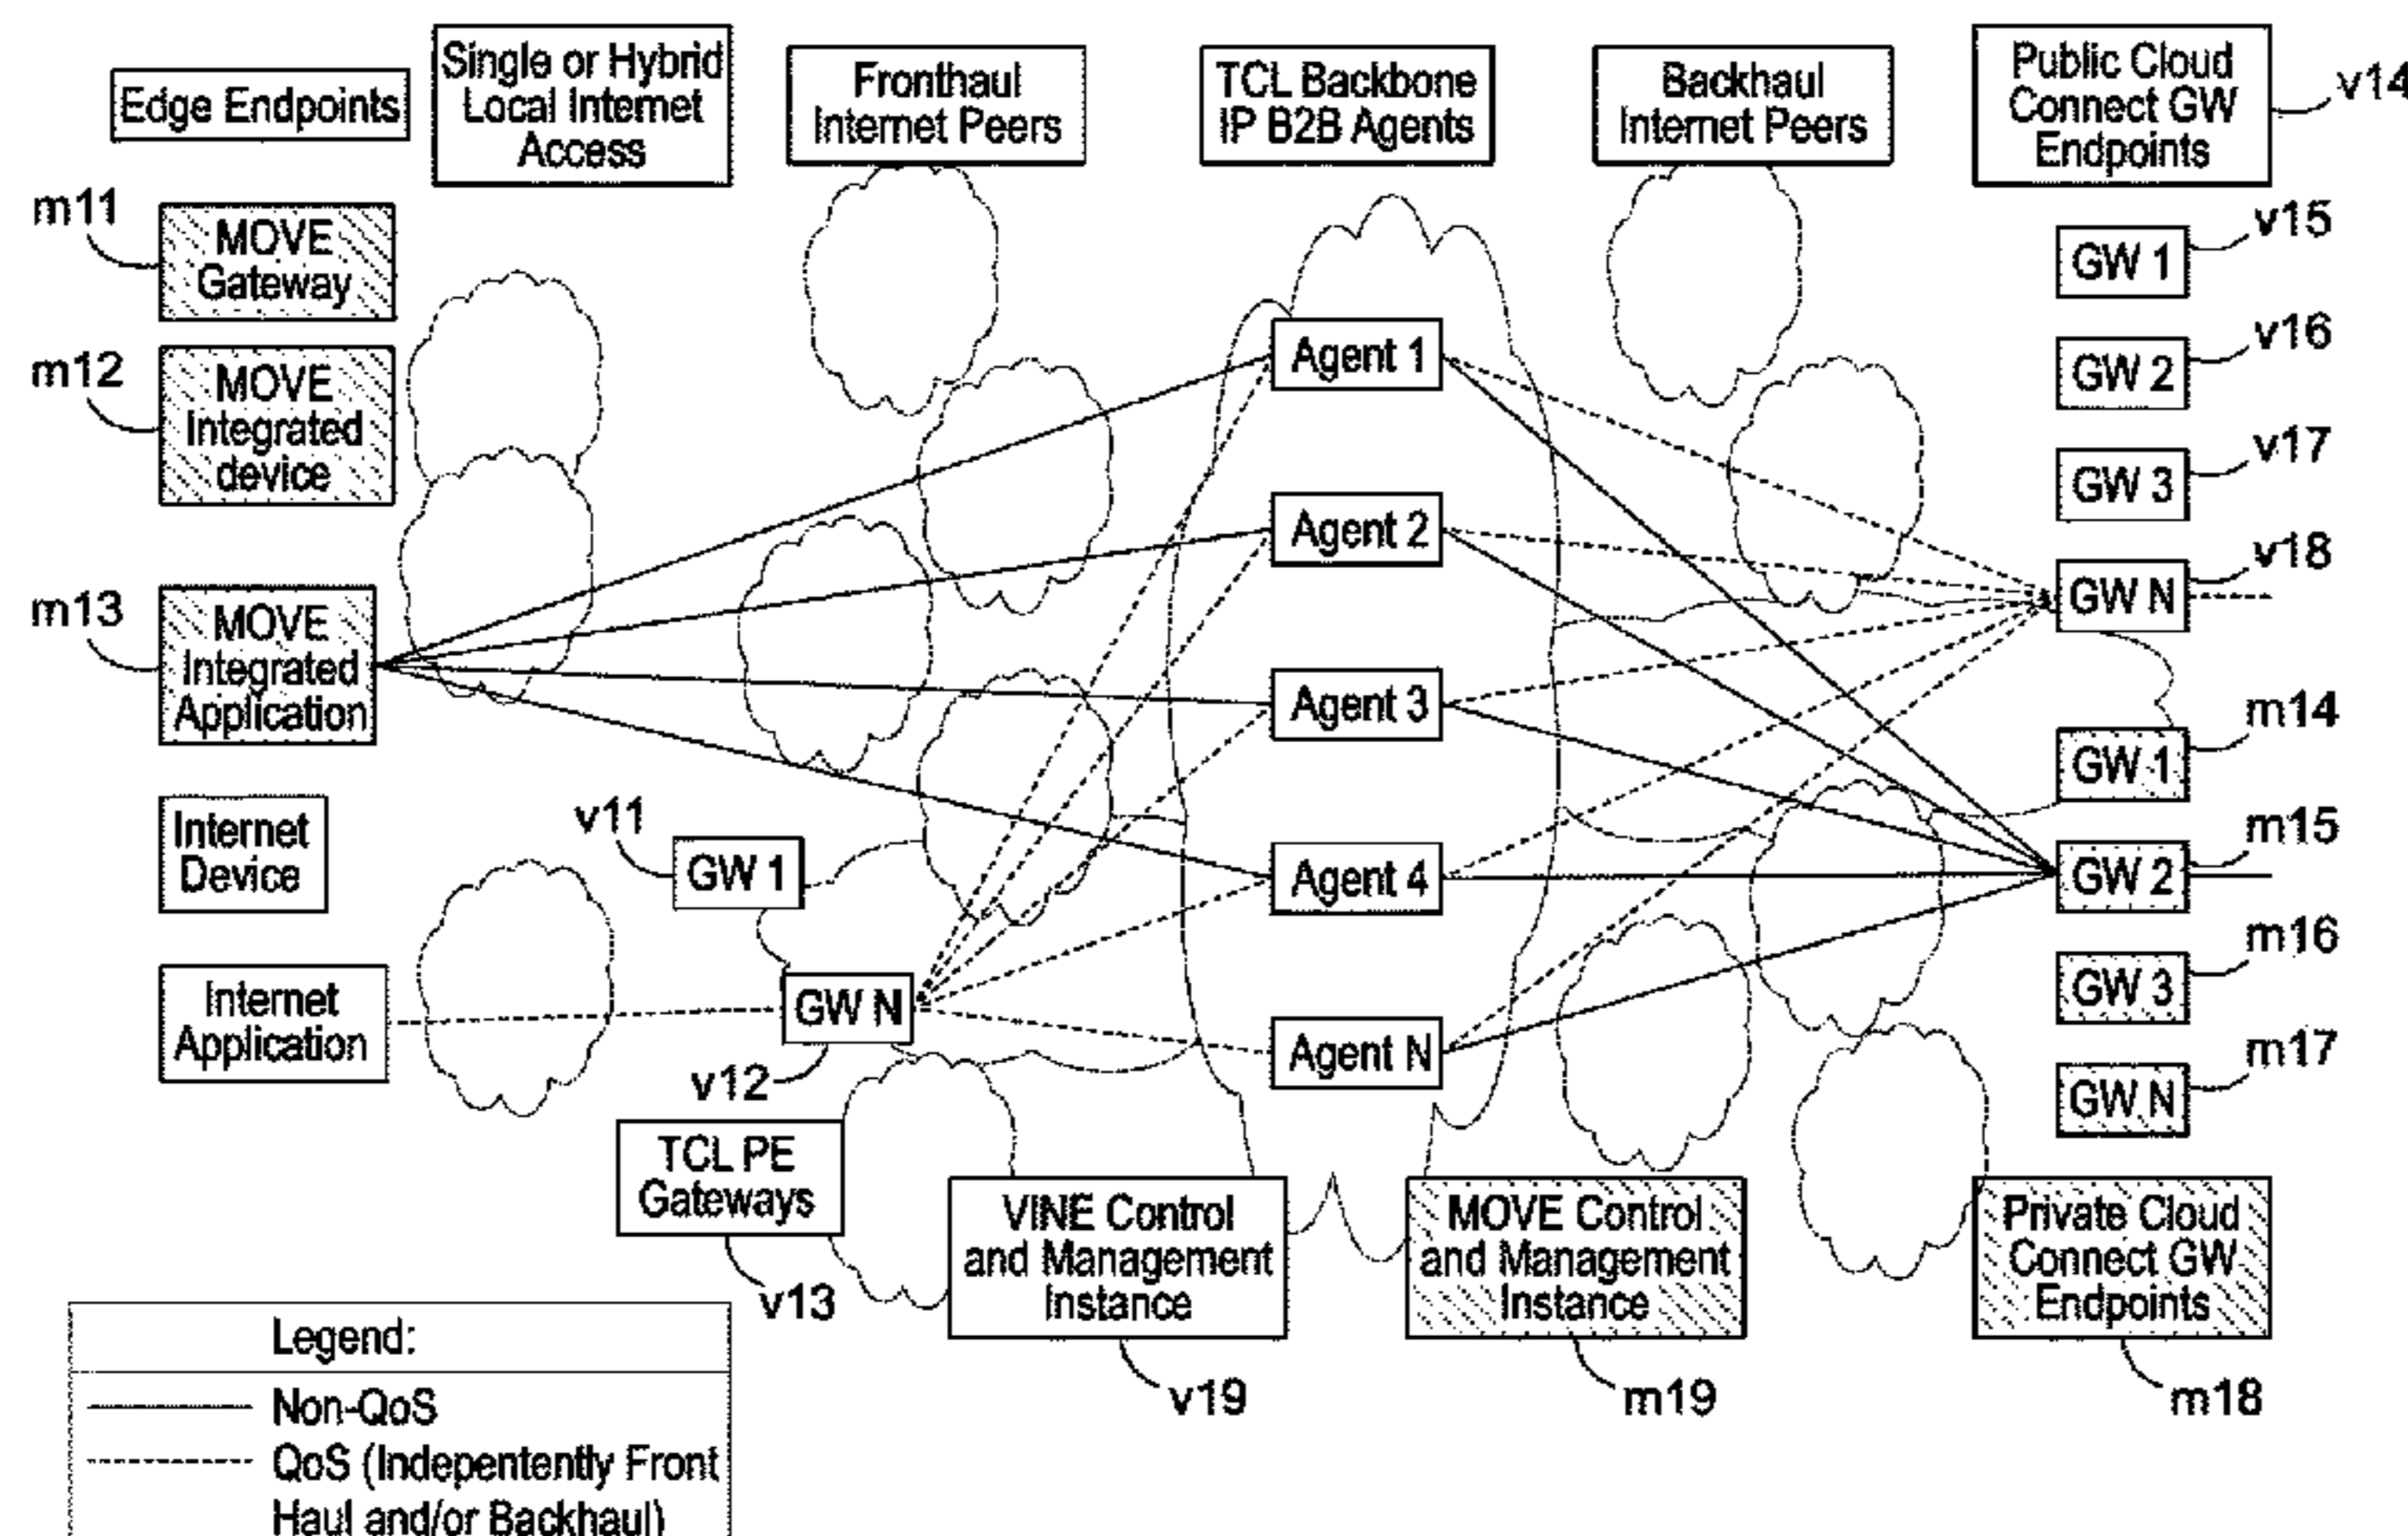 Edge Endpoints
Single or Hybrid
Local Internet
Access
Fronthaul
Internet Peers
TCL Backbone
IP B2B Agents
Backhaul
Internet Peers
Public Cloud
Connect GW
Endpoints
v14
m11
MOVE
Gateway
m12
MOVE
Integrated
device
m13
MOVE
Integrated
Application
Internet
Device
Internet
Application
v11
GW 1
GW N
v12
TCL PE
Gateways
v13
Agent 1
Agent 2
Agent 3
Agent 4
Agent N
GW 1
v15
GW 2
v16
GW 3
v17
GW N
v18
GW 1
m14
GW 2
m15
GW 3
m16
GW N
m17
VINE Control
and Management
Instance
v19
MOVE Control
and Management
Instance
m19
Private Cloud
Connect GW
Endpoints
m18
Legend:
Non-QoS
QoS (Indepentently Front
Haul and/or Backhaul)